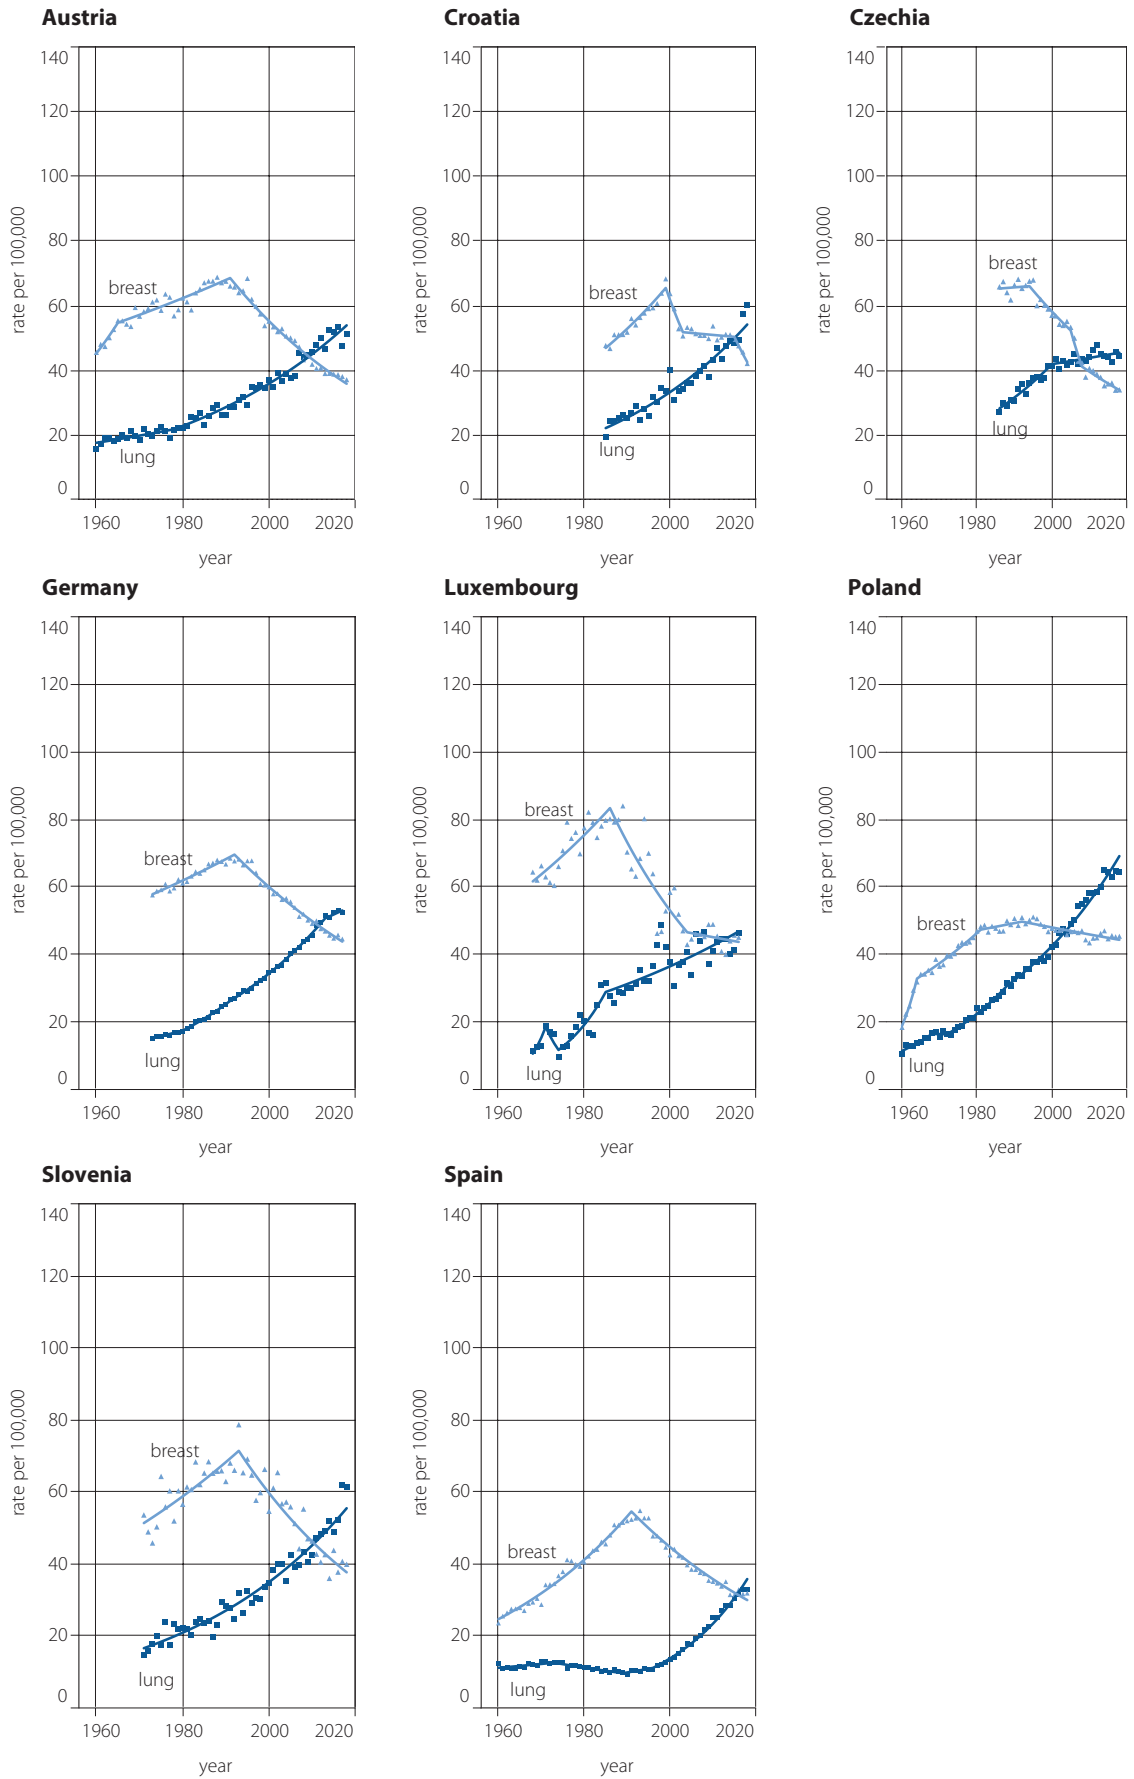 Austria
140
120
100
80
60
40
20
0
rate per 100,000
breast
lung
1960 1980 2000 2020
year
Croatia
140
120
100
80
60
40
20
0
rate per 100,000
breast
lung
1960 1980 2000 2020
year
Czechia
140
120
100
80
60
40
20
0
rate per 100,000
breast
lung
1960 1980 2000 2020
year
Germany
140
120
100
80
60
40
20
0
rate per 100,000
breast
lung
1960 1980 2000 2020
year
Luxembourg
140
120
100
80
60
40
20
0
rate per 100,000
breast
lung
1960 1980 2000 2020
year
Poland
140
120
100
80
60
40
20
0
rate per 100,000
breast
lung
1960 1980 2000 2020
year
Slovenia
140
120
100
80
60
40
20
0
rate per 100,000
breast
lung
1960 1980 2000 2020
year
Spain
140
120
100
80
60
40
20
0
rate per 100,000
breast
lung
1960 1980 2000 2020
year